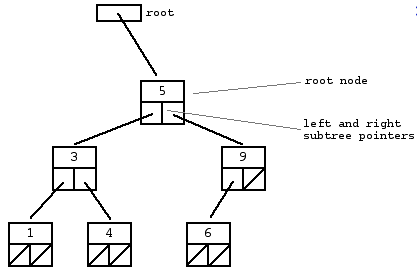 root
5
root node
left and right
subtree pointers
3
9
1
4
6